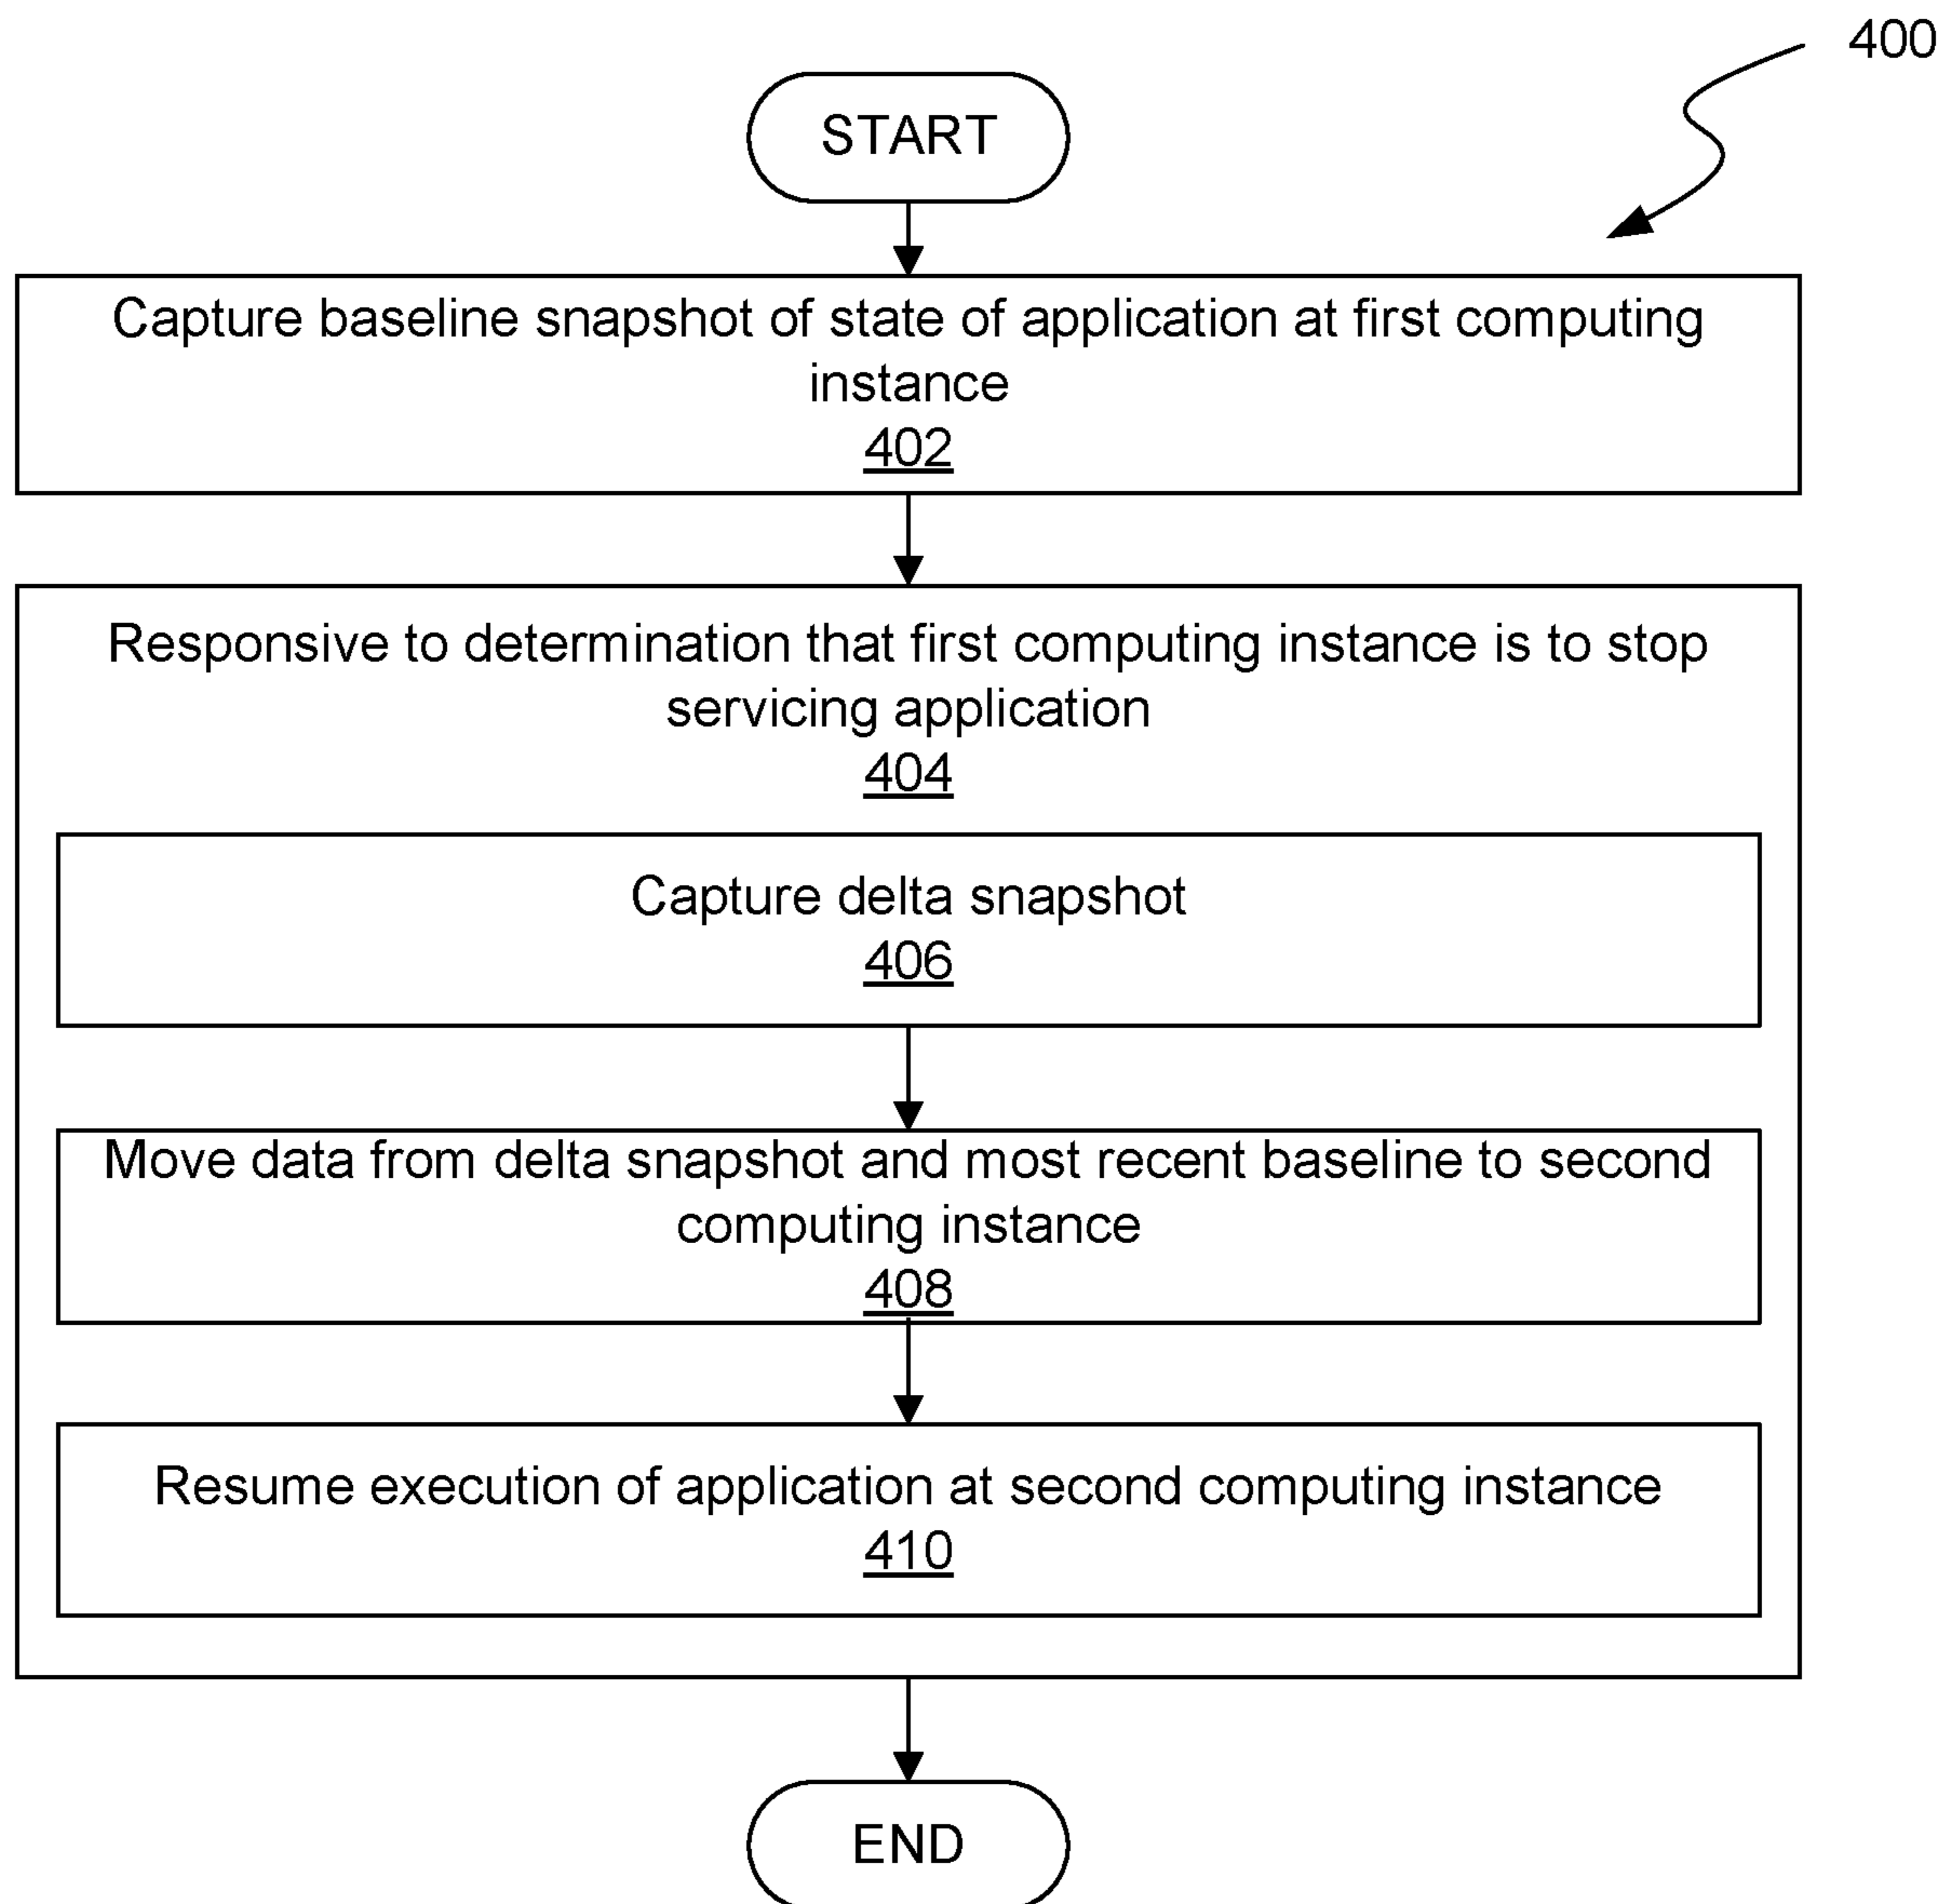 400
START
Capture baseline snapshot of state of application at first computing
instance
402
Responsive to determination that first computing instance is to stop
servicing application
404
Capture delta snapshot
406
Move data from delta snapshot and most recent baseline to second
computing instance
408
Resume execution of application at second computing instance
410
END